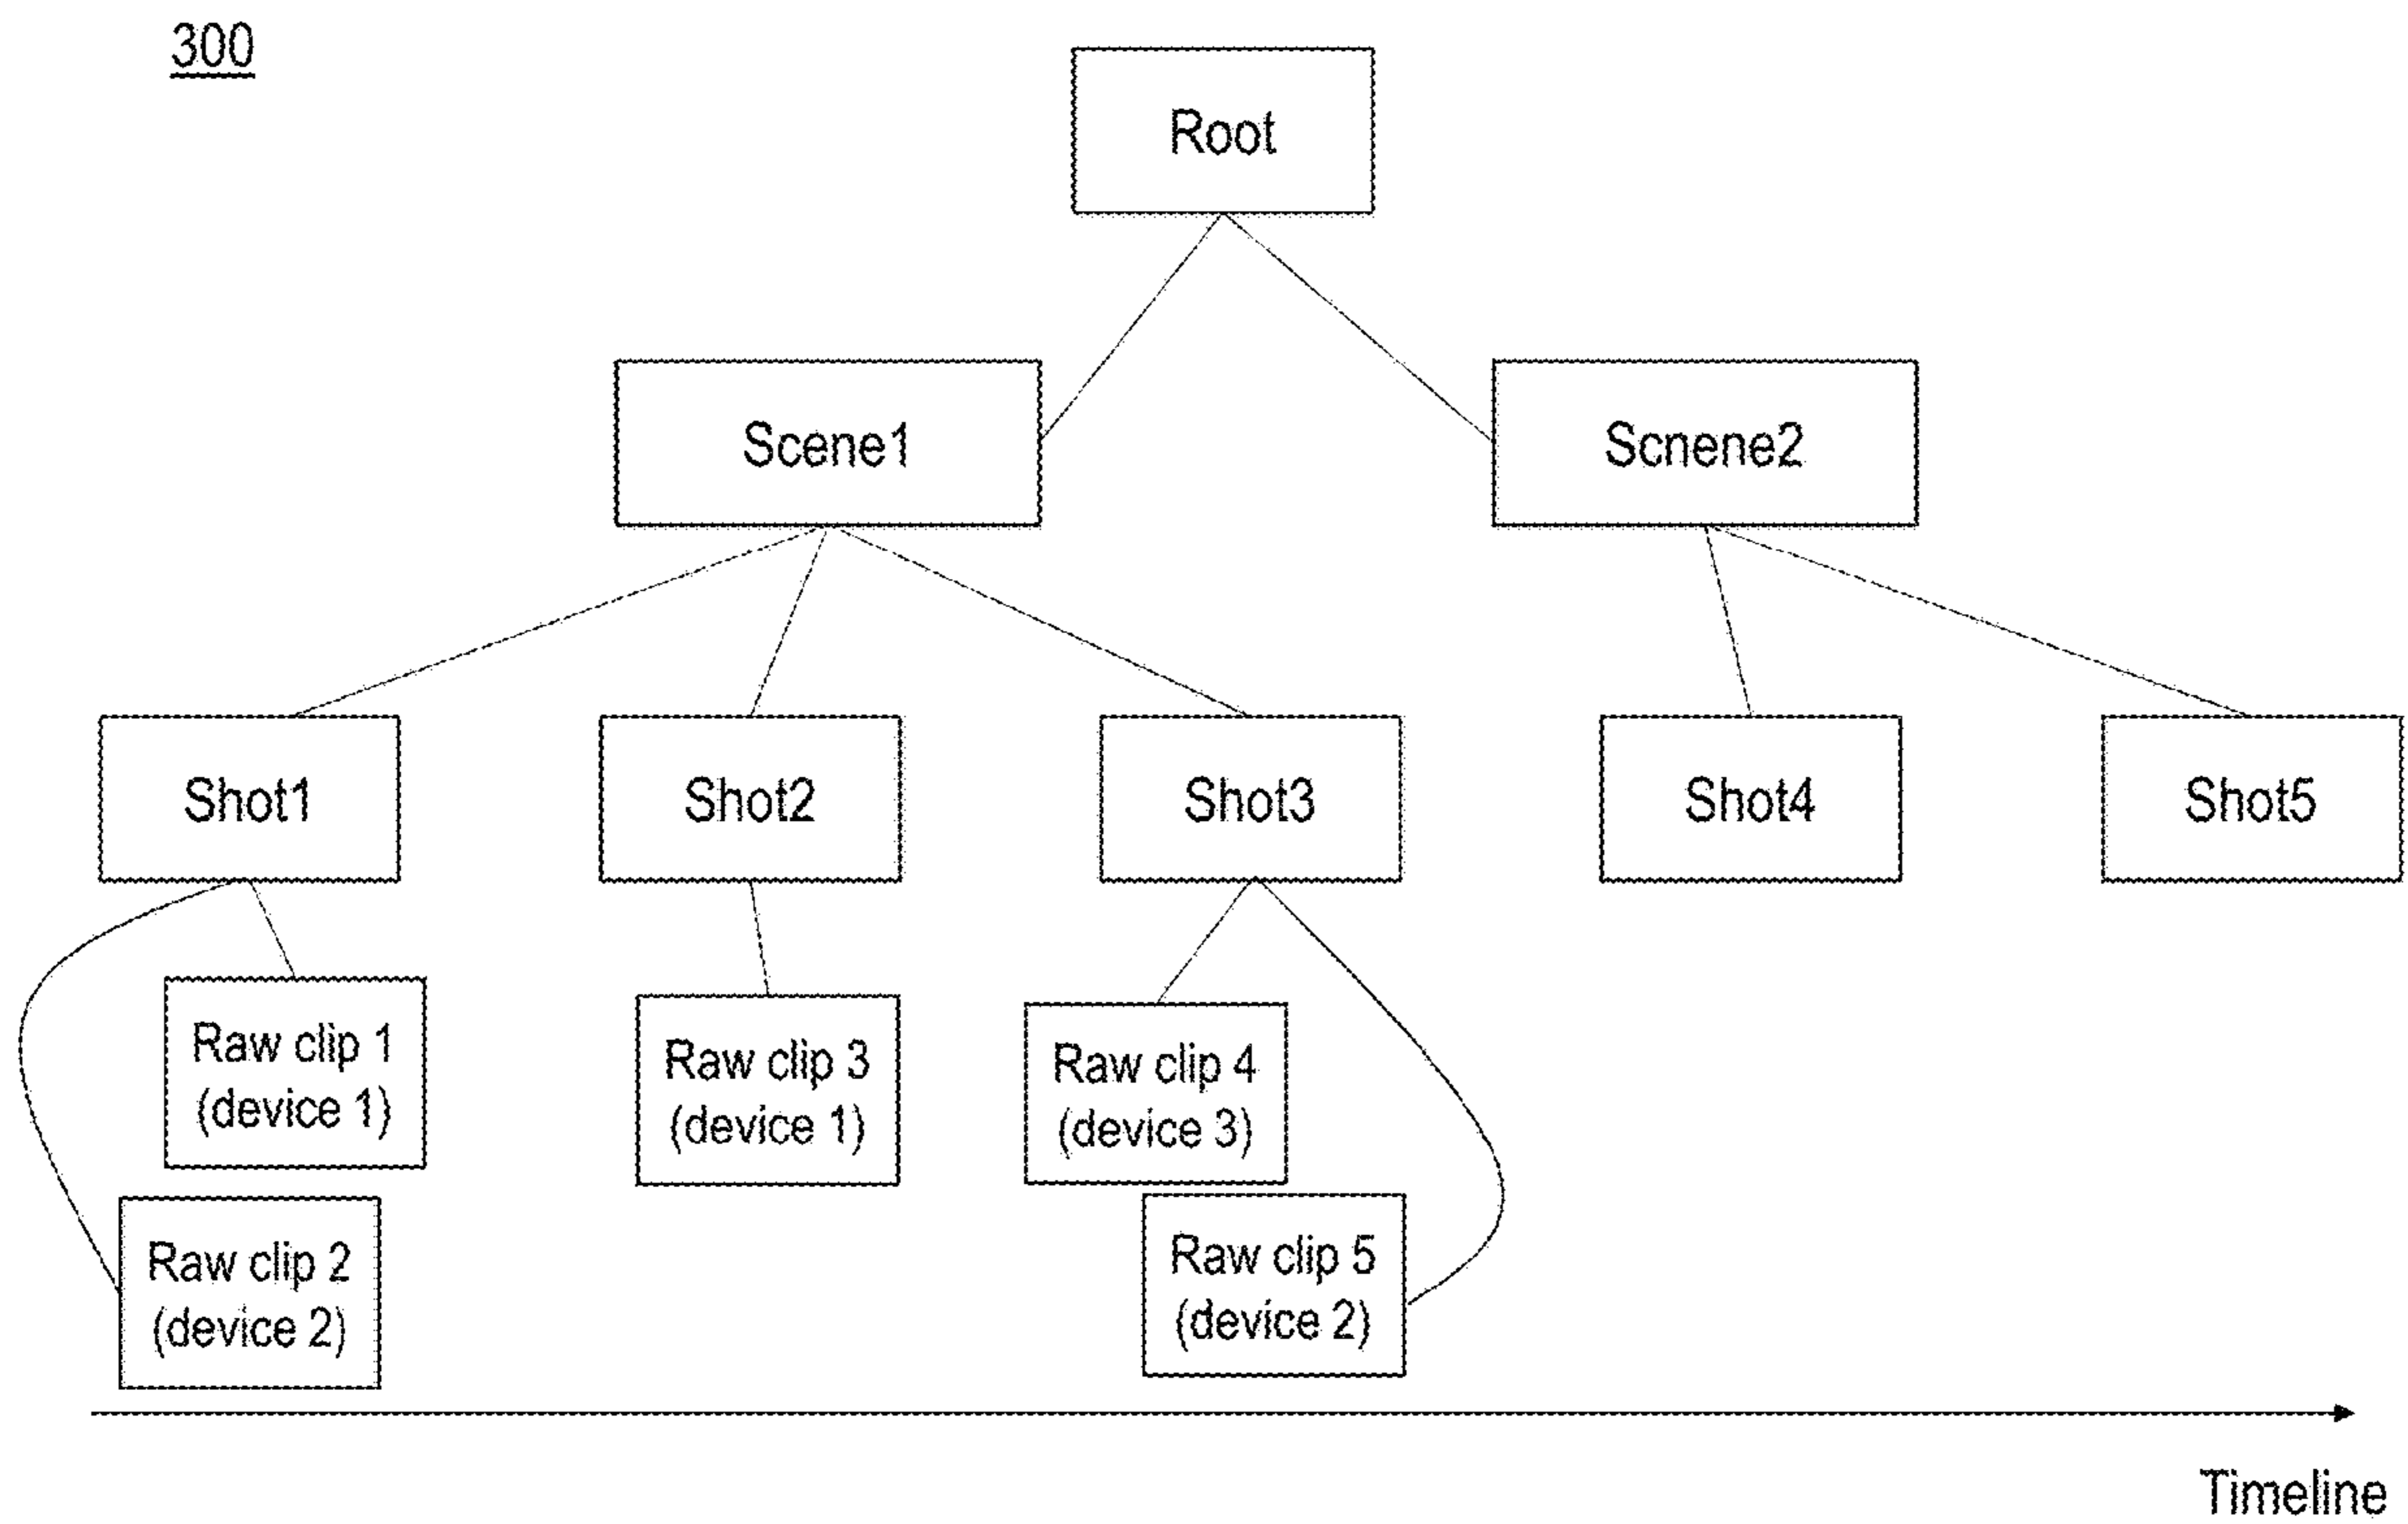 300
Root
Scene1
Scnene2
Shot1
Shot2
Shot3
Shot4
Shot5
Raw clip 1
(device 1)
Raw clip 3
(device 1)
Raw clip 4
(device 3)
Raw clip 2
(device 2)
Raw clip 5
(device 2)
Timeline